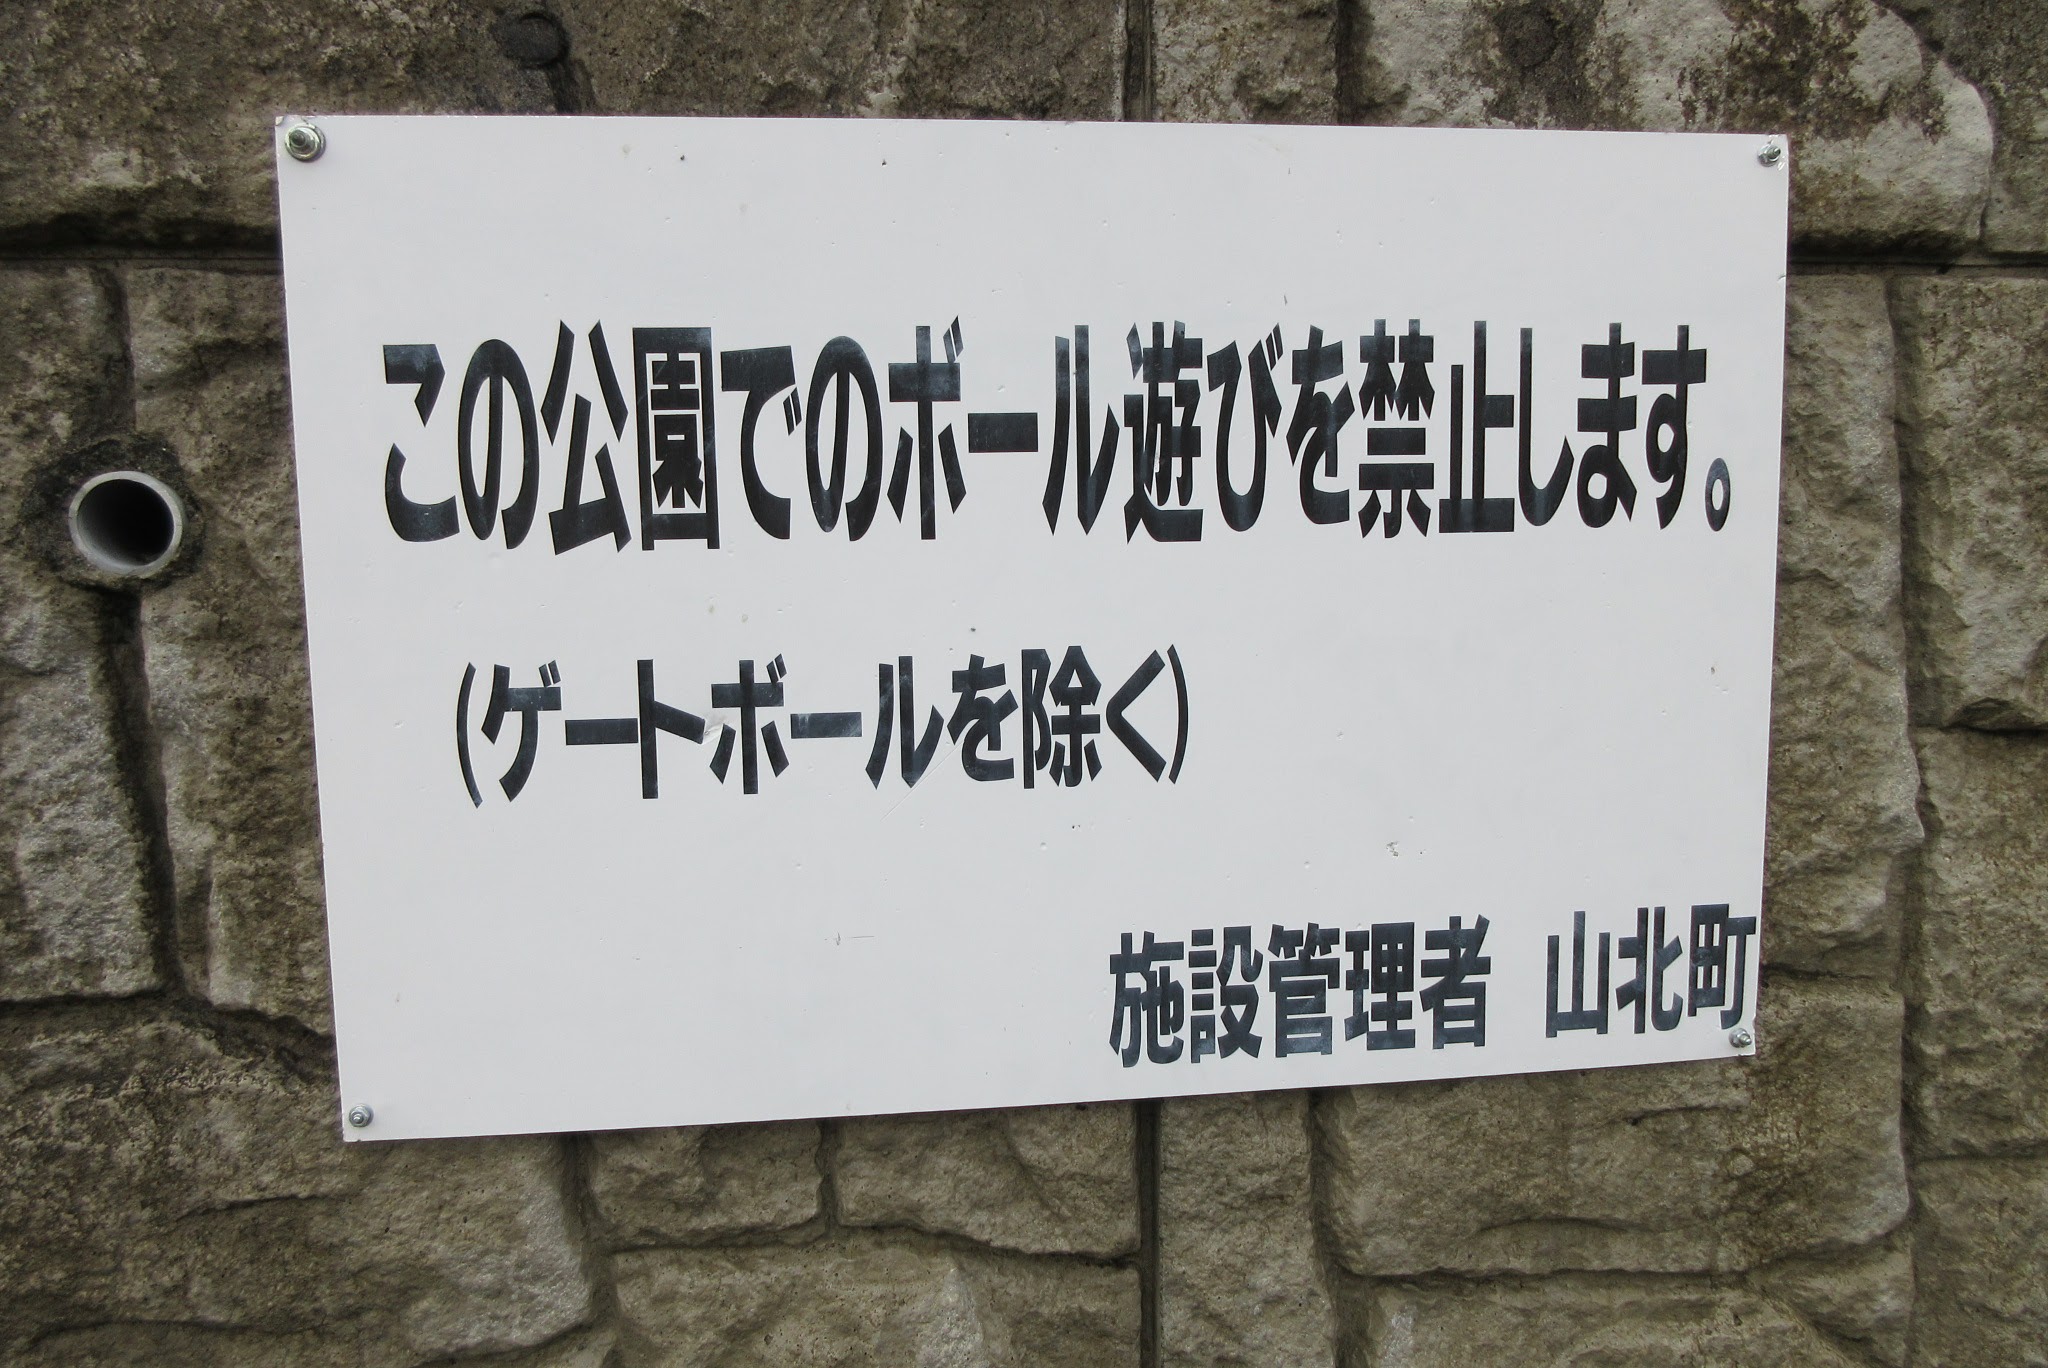 この公園でのボール遊びを禁止します。
（ゲートボールを除く）
施設管理者　山北町